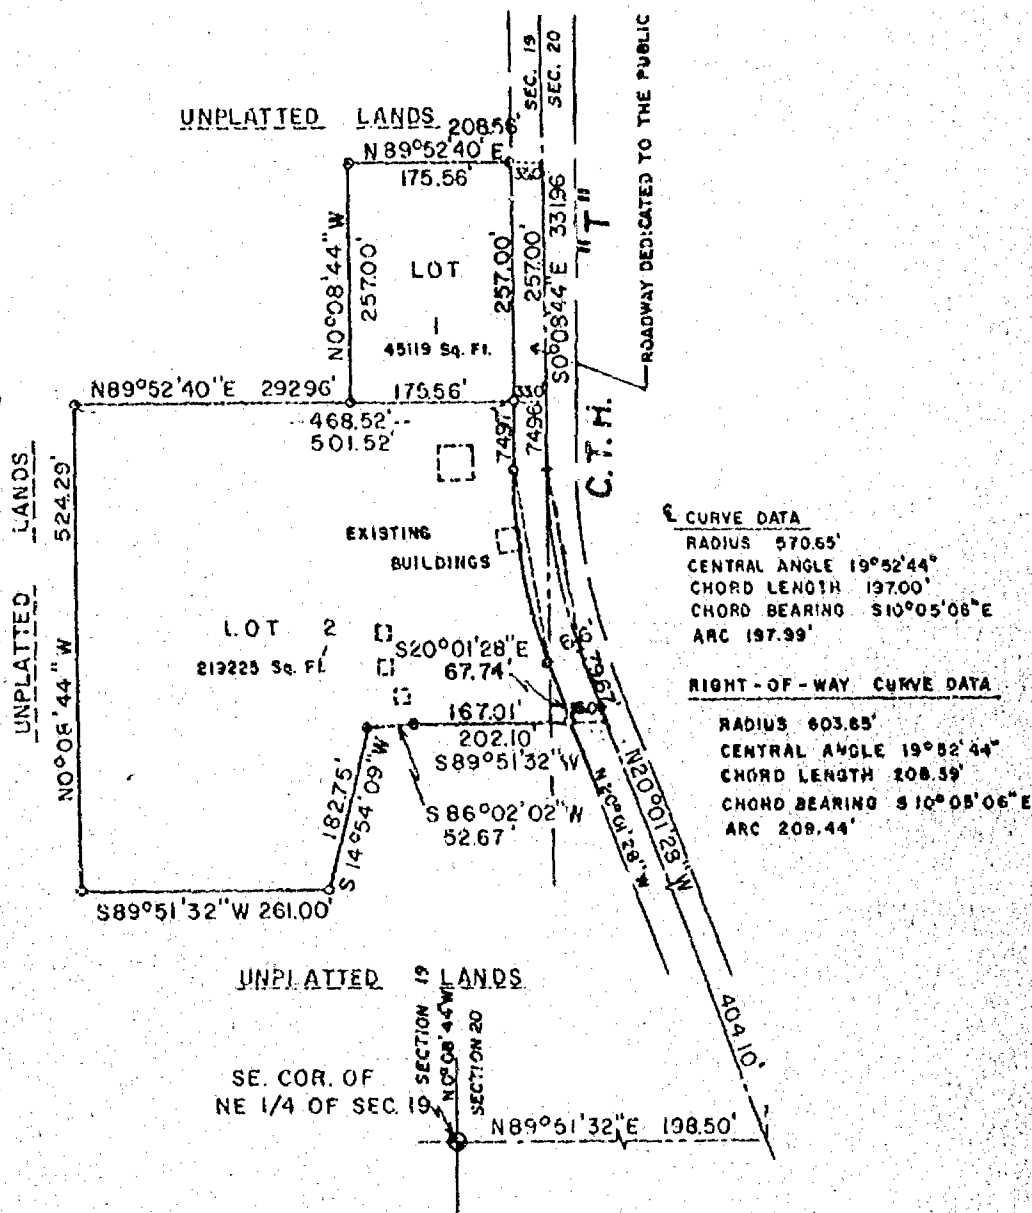 SEC. 19
SEC. 20
ROADWAY DEDICATED TO THE PUBLIC
UNPLATTED LANDS
208.56'
N 89°52'40" E
175.56'
33.0'
N0°08'44"W
257.00'
LOT
1
45119 Sq. Ft.
257.00'
257.00'
S0°08'44"E 331.96
C.T.H. "T"
N89°52'40"E 292.96'
175.56'
33.0
468.52'
501.52'
74.97'
74.96'
UNPLATTED LANDS
524.29'
N0°08'44"W
EXISTING
BUILDINGS
LOT 2
219225 Sq. Ft.
S20°01'28"E
67.74'
167.01'
202.10'
S89°51'32"W
S 86°02'02"W
52.67'
182.75'
S 14°54'09"W
S89°51'32"W 261.00'
N20°01'28"W
N20°01'28"W
404.10'
℄ CURVE DATA
RADIUS 570.65'
CENTRAL ANGLE 19°52'44"
CHORD LENGTH 197.00'
CHORD BEARING S10°05'06"E
ARC 197.99'
RIGHT-OF-WAY CURVE DATA
RADIUS 603.65'
CENTRAL ANGLE 19°52'44"
CHORD LENGTH 208.39'
CHORD BEARING S10°05'06"E
ARC 209.44'
UNPLATTED LANDS
SECTION 19
N0°08'44"W
SECTION 20
SE. COR. OF
NE 1/4 OF SEC. 19
N89°51'32"E 198.50'